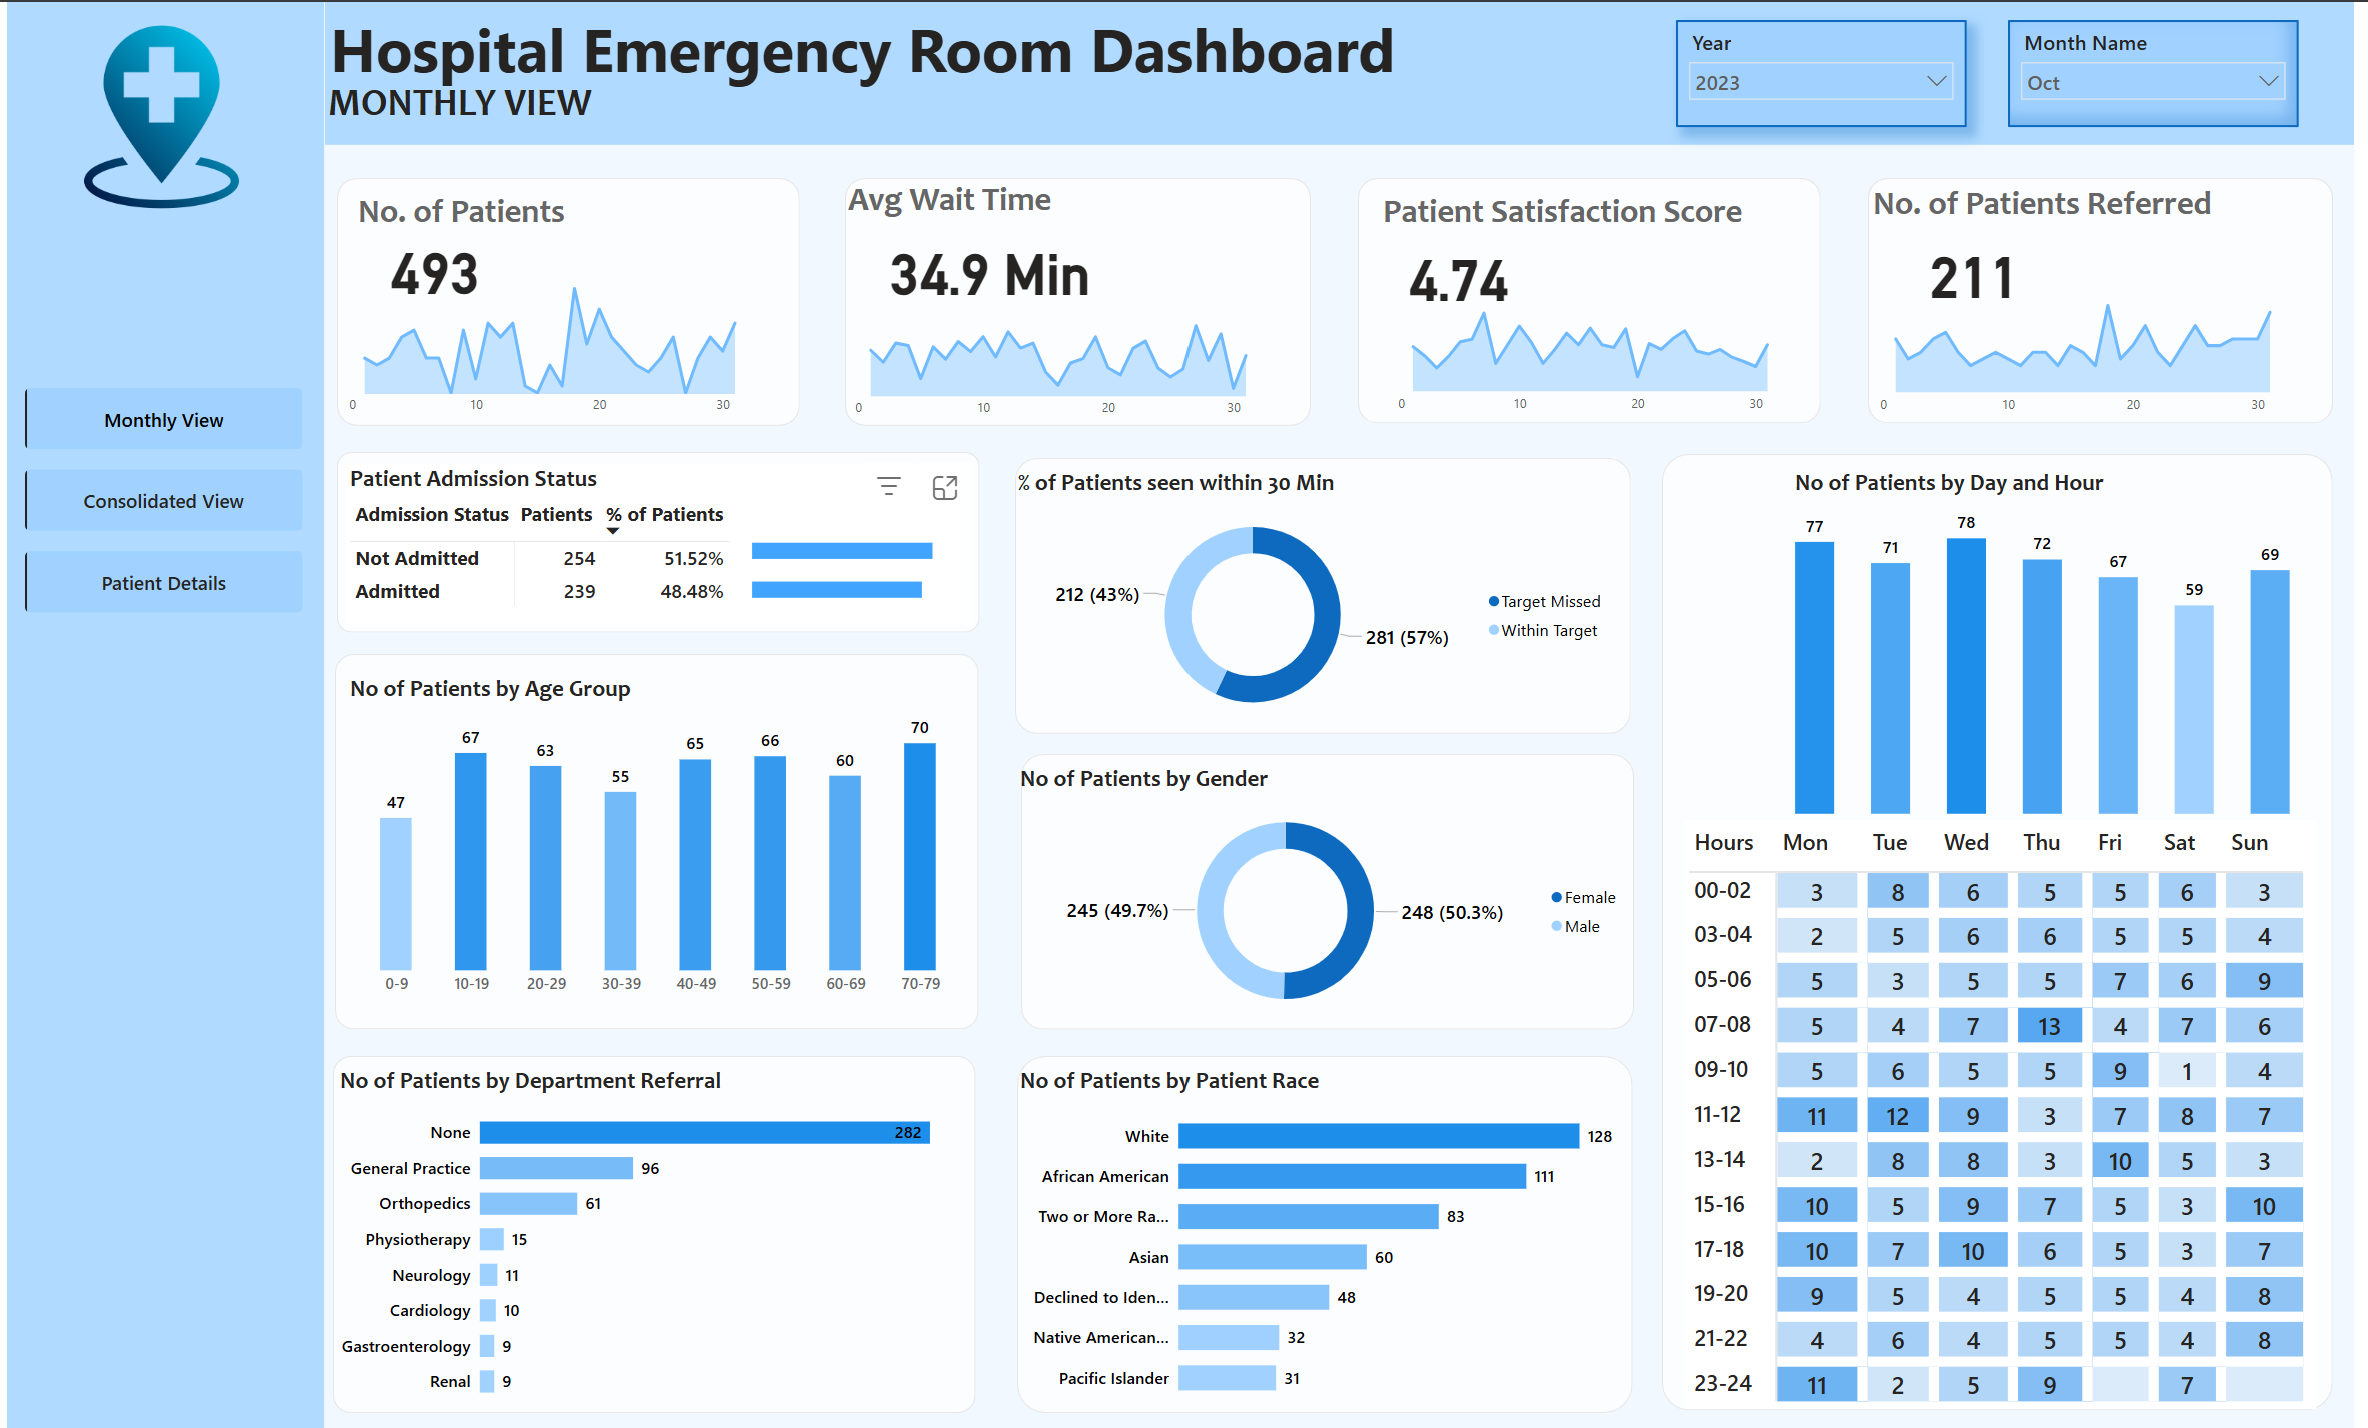 Hospital Emergency Room Dashboard
MONTHLY VIEW
Year
2023
Month Name
Oct
Monthly View
Consolidated View
Patient Details
No. of Patients
493
0 10 20 30
Avg Wait Time
34.9 Min
0 10 20 30
Patient Satisfaction Score
4.74
0 10 20 30
No. of Patients Referred
211
0 10 20 30
Patient Admission Status
Admission Status Patients % of Patients
Not Admitted 254 51.52%
Admitted 239 48.48%
No of Patients by Age Group
47 67 63 55 65 66 60 70
0-9 10-19 20-29 30-39 40-49 50-59 60-69 70-79
No of Patients by Department Referral
None 282
General Practice 96
Orthopedics 61
Physiotherapy 15
Neurology 11
Cardiology 10
Gastroenterology 9
Renal 9
% of Patients seen within 30 Min
212 (43%)
281 (57%)
Target Missed
Within Target
No of Patients by Gender
245 (49.7%)
248 (50.3%)
Female
Male
No of Patients by Patient Race
White 128
African American 111
Two or More Ra... 83
Asian 60
Declined to Iden... 48
Native American... 32
Pacific Islander 31
No of Patients by Day and Hour
77 71 78 72 67 59 69
Hours Mon Tue Wed Thu Fri Sat Sun
00-02 3 8 6 5 5 6 3
03-04 2 5 6 6 5 5 4
05-06 5 3 5 5 7 6 9
07-08 5 4 7 13 4 7 6
09-10 5 6 5 5 9 1 4
11-12 11 12 9 3 7 8 7
13-14 2 8 8 3 10 5 3
15-16 10 5 9 7 5 3 10
17-18 10 7 10 6 5 3 7
19-20 9 5 4 5 5 4 8
21-22 4 6 4 5 5 4 8
23-24 11 2 5 9 7